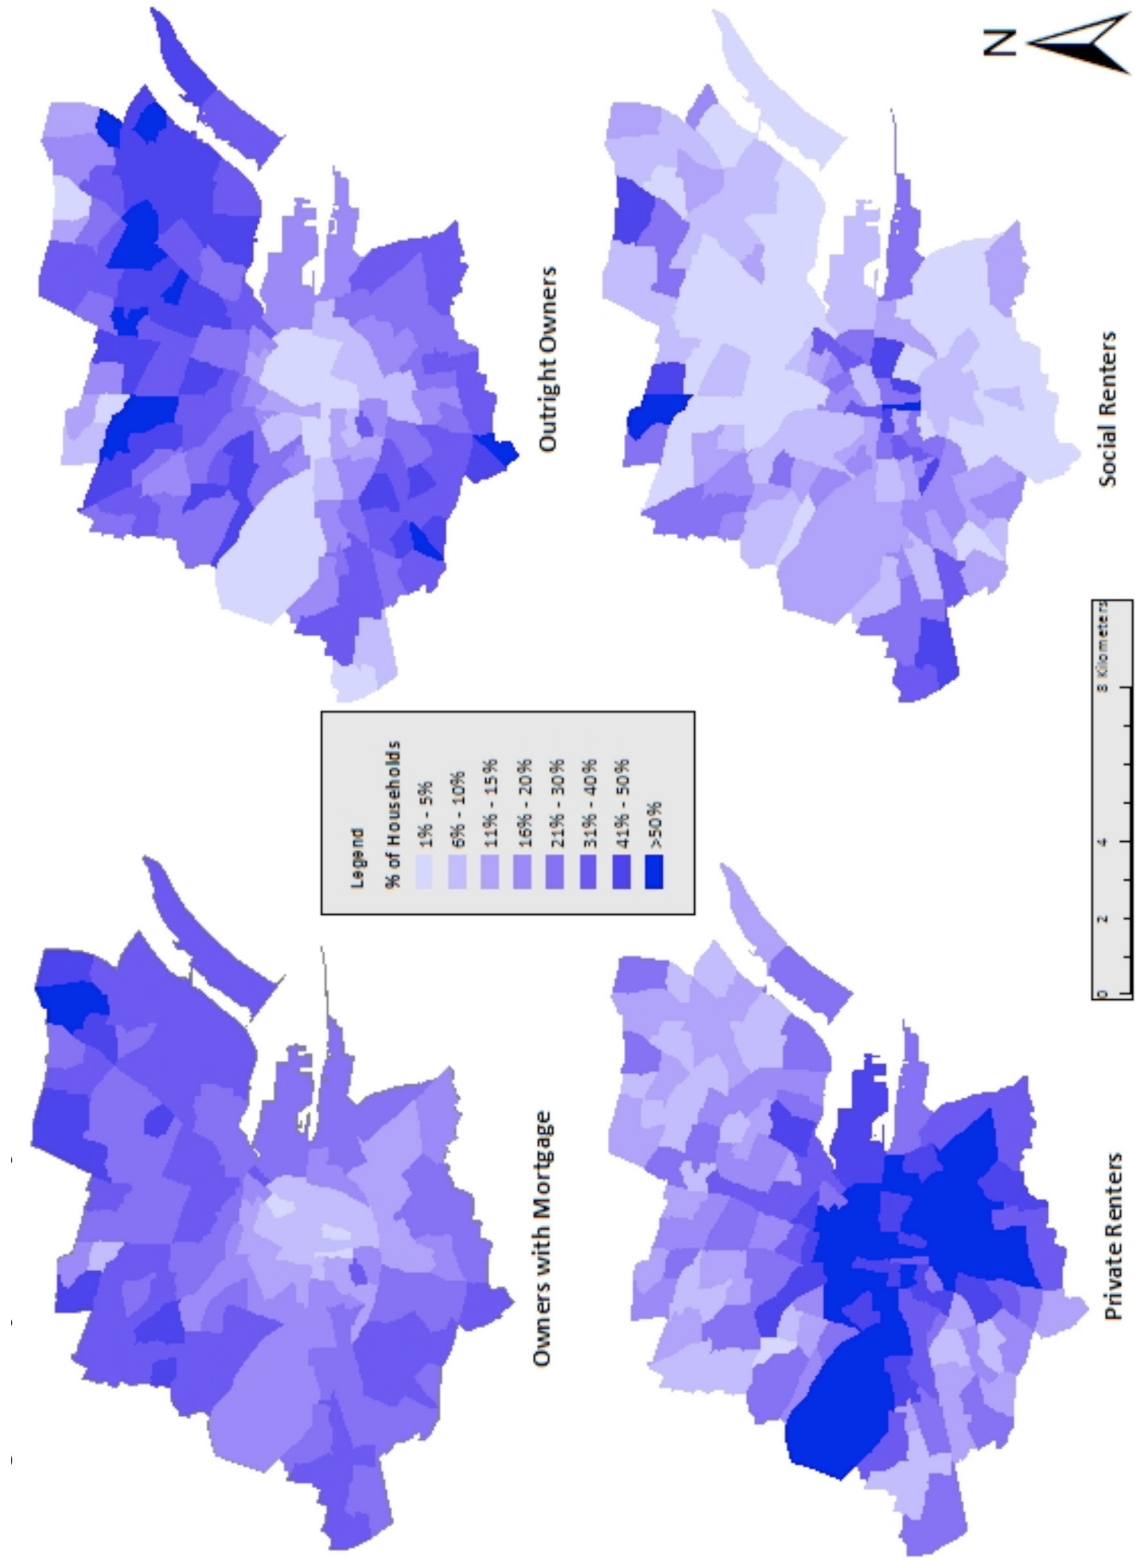 Owners with Mortgage
Outright Owners
Legend
% of Households
1% - 5%
6% - 10%
11% - 15%
16% - 20%
21% - 30%
31% - 40%
41% - 50%
>50%
Private Renters
Social Renters
0 2 4 8 Kilometers
N